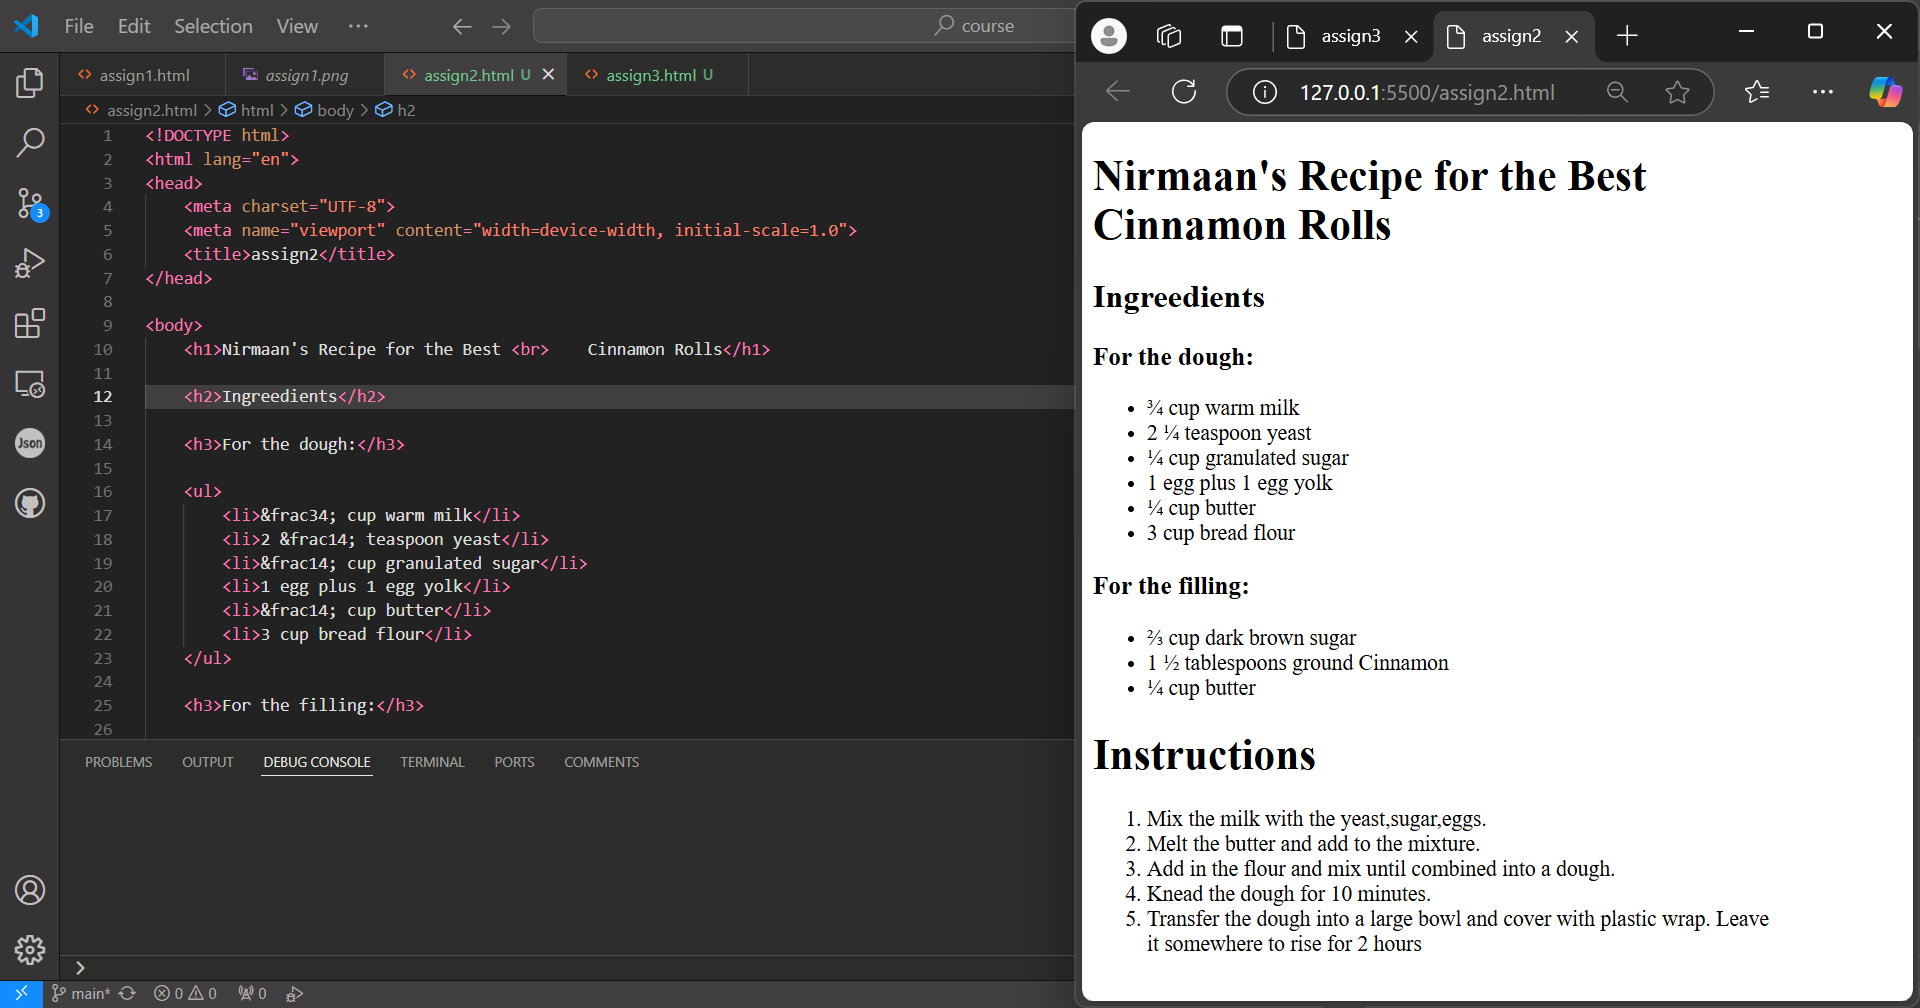 File Edit Selection View ··· course
assign1.html assign1.png assign2.html U assign3.html U
assign2.html > html > body > h2
1 <!DOCTYPE html>
2 <html lang="en">
3 <head>
4 <meta charset="UTF-8">
5 <meta name="viewport" content="width=device-width, initial-scale=1.0">
6 <title>assign2</title>
7 </head>
8
9 <body>
10 <h1>Nirmaan's Recipe for the Best <br>    Cinnamon Rolls</h1>
11
12 <h2>Ingreedients</h2>
13
14 <h3>For the dough:</h3>
15
16 <ul>
17 <li>&frac34; cup warm milk</li>
18 <li>2 &frac14; teaspoon yeast</li>
19 <li>&frac14; cup granulated sugar</li>
20 <li>1 egg plus 1 egg yolk</li>
21 <li>&frac14; cup butter</li>
22 <li>3 cup bread flour</li>
23 </ul>
24
25 <h3>For the filling:</h3>
26
PROBLEMS OUTPUT DEBUG CONSOLE TERMINAL PORTS COMMENTS
3
Json
main* 0 0 0
assign3 assign2
127.0.0.1:5500/assign2.html
Nirmaan's Recipe for the Best
Cinnamon Rolls
Ingreedients
For the dough:
• ¾ cup warm milk
• 2 ¼ teaspoon yeast
• ¼ cup granulated sugar
• 1 egg plus 1 egg yolk
• ¼ cup butter
• 3 cup bread flour
For the filling:
• ⅔ cup dark brown sugar
• 1 ½ tablespoons ground Cinnamon
• ¼ cup butter
Instructions
1. Mix the milk with the yeast,sugar,eggs.
2. Melt the butter and add to the mixture.
3. Add in the flour and mix until combined into a dough.
4. Knead the dough for 10 minutes.
5. Transfer the dough into a large bowl and cover with plastic wrap. Leave
it somewhere to rise for 2 hours